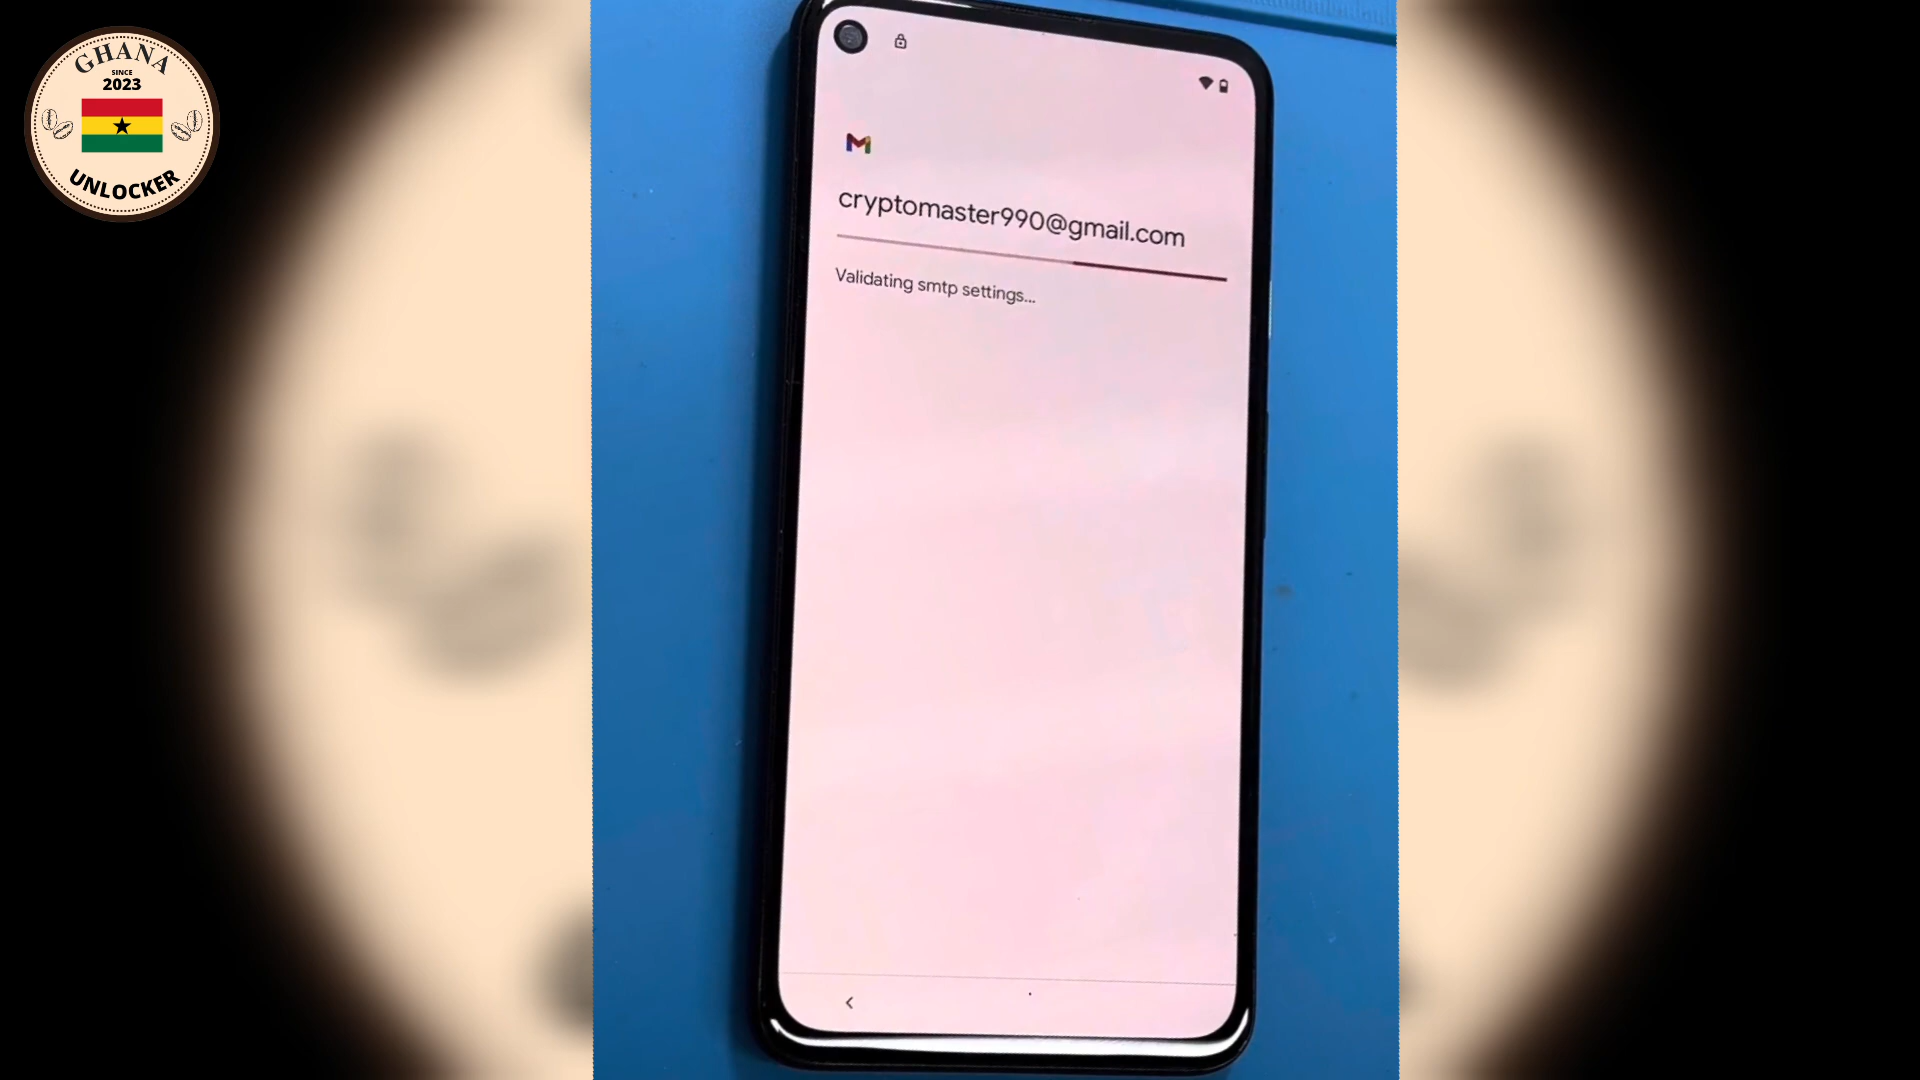 GHANA
SINCE
2023
UNLOCKER
cryptomaster990@gmail.com
Validating smtp settings...